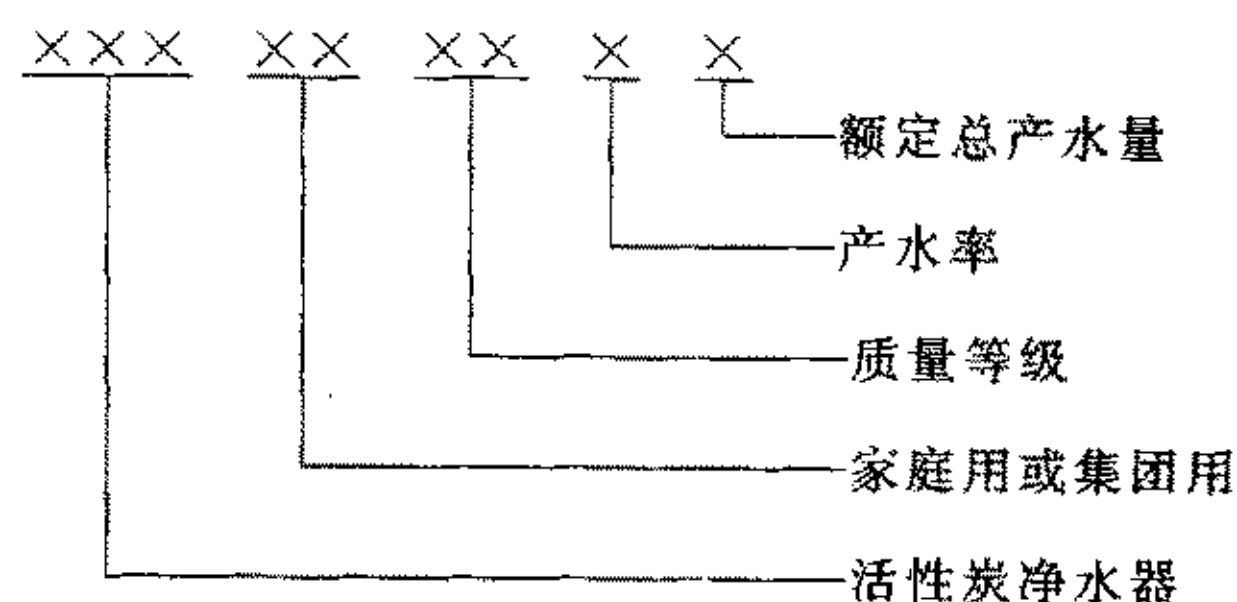 ××× ×× ×× × ×
额定总产水量
产水率
质量等级
家庭用或集团用
活性炭净水器